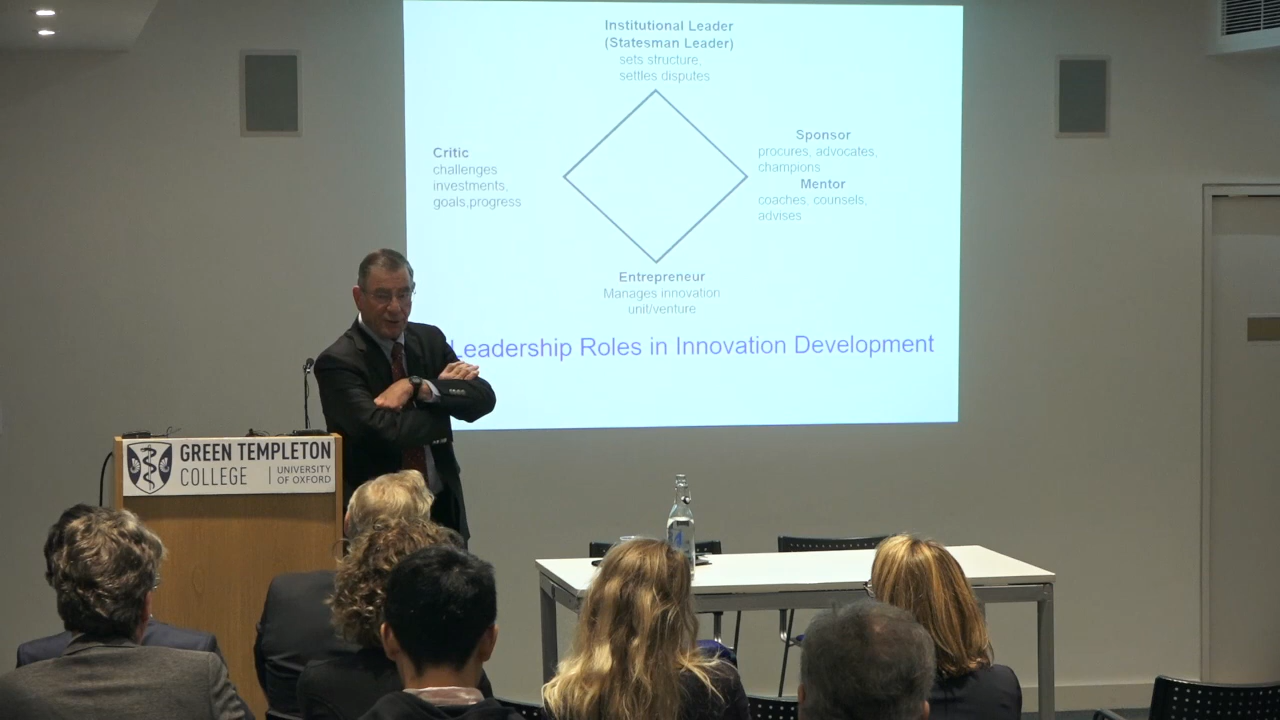 Institutional Leader
(Statesman Leader)
sets structure,
settles disputes
Critic
challenges
investments,
goals,progress
Sponsor
procures, advocates,
champions
Mentor
coaches, counsels,
advises
Entrepreneur
Manages innovation
unit/venture
Leadership Roles in Innovation Development
GREEN TEMPLETON
COLLEGE
UNIVERSITY
OF OXFORD